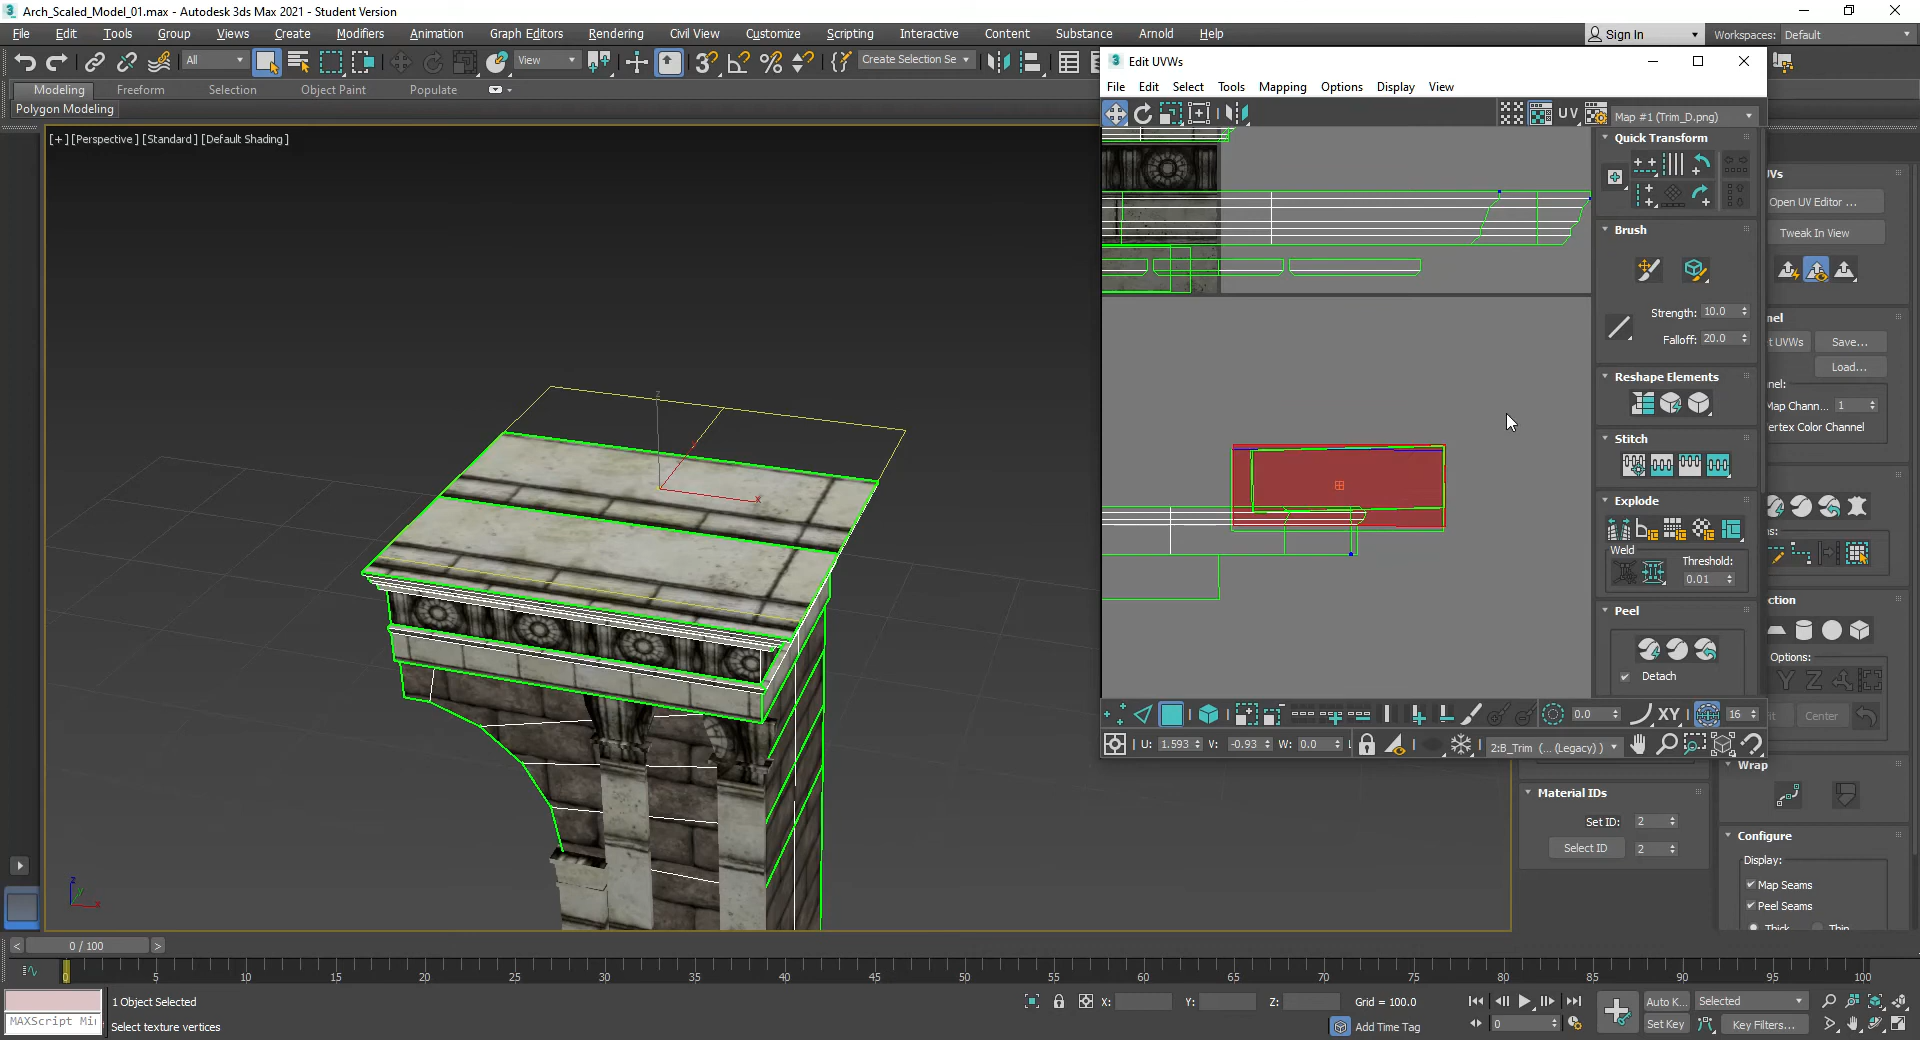 Arch_Scaled_Model_01.max - Autodesk 3ds Max 2021 - Student Version
File Edit Tools Group Views Create Modifiers Animation Graph Editors Rendering Civil View Customize Scripting Interactive Content Substance Arnold Help
Sign In Workspaces: Default
All View Create Selection Se
Modeling Freeform Selection Object Paint Populate
Polygon Modeling
[+] [Perspective] [Standard] [Default Shading]
Edit UVWs
File Edit Select Tools Mapping Options Display View
UV Map #1 (Trim_D.png)
Quick Transform
Brush
Strength: 10.0
Falloff: 20.0
Reshape Elements
Stitch
Explode
Weld Threshold:
0.01
Peel
Detach
0.0 XY 16
U: 1.593 V: -0.93 W: 0.0 2:B_Trim (... (Legacy) )
Open UV Editor ...
Tweak In View
Save...
Load...
Map Chann... 1
Vertex Color Channel
Options:
Y Z
Center
Wrap
Configure
Display:
Map Seams
Peel Seams
Thick Thin
Material IDs
Set ID: 2
Select ID 2
z x
z y x
< 0 / 100 >
0 5 10 15 20 25 30 35 40 45 50 55 60 65 70 75 80 85 90 95 100
1 Object Selected
MAXScript Mi
Select texture vertices
X: Y: Z: Grid = 100.0
Add Time Tag
0
Auto K... Selected
Set Key Key Filters...